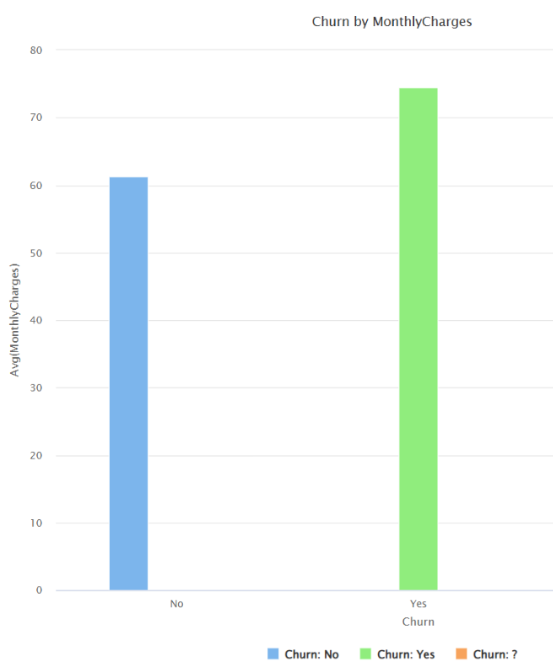 Churn by MonthlyCharges
80
70
60
50
40
30
20
10
0
Avg(MonthlyCharges)
No Yes
Churn
Churn: No Churn: Yes Churn: ?